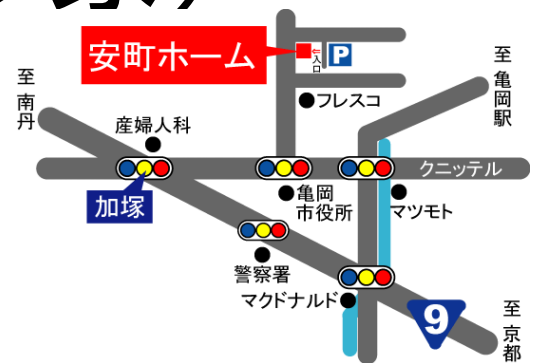 安町ホーム
入口
P
至亀岡駅
至南丹
フレスコ
産婦人科
クニッテル
加塚
亀岡
市役所
マツモト
警察署
マクドナルド
9
至京都